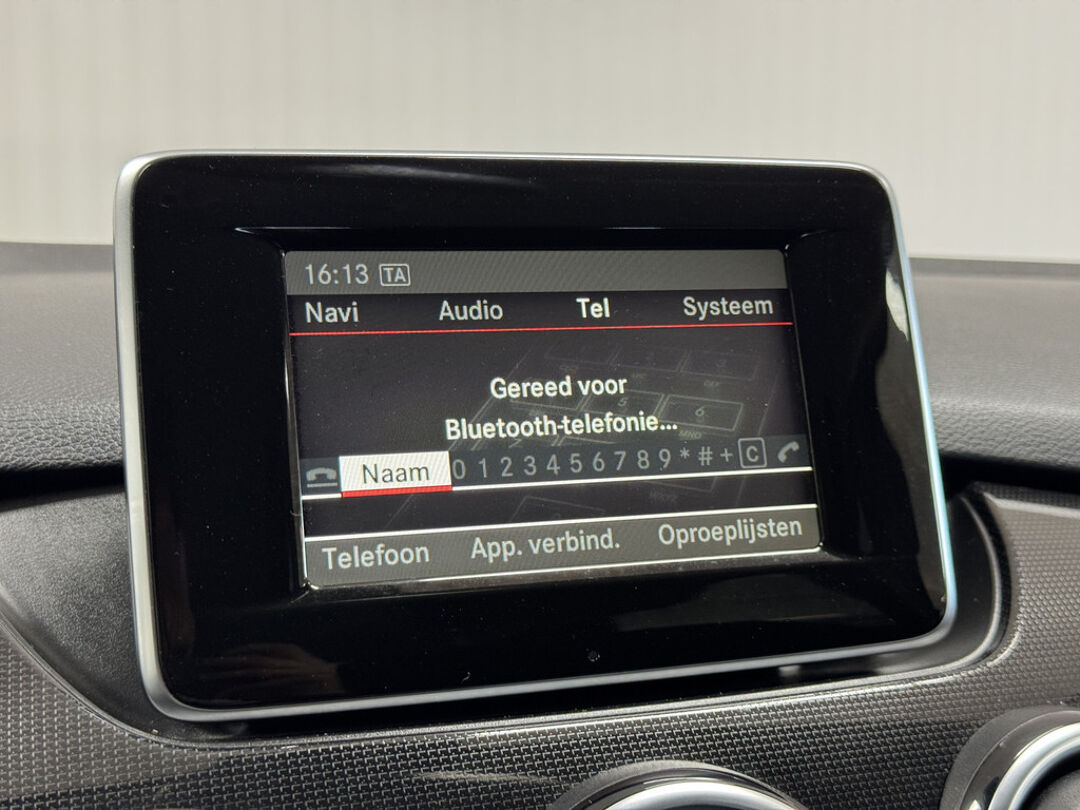 16:13 TA
Navi Audio Tel Systeem
Gereed voor
Bluetooth-telefonie...
Naam 0 1 2 3 4 5 6 7 8 9 * # + C
Telefoon App. verbind. Oproeplijsten